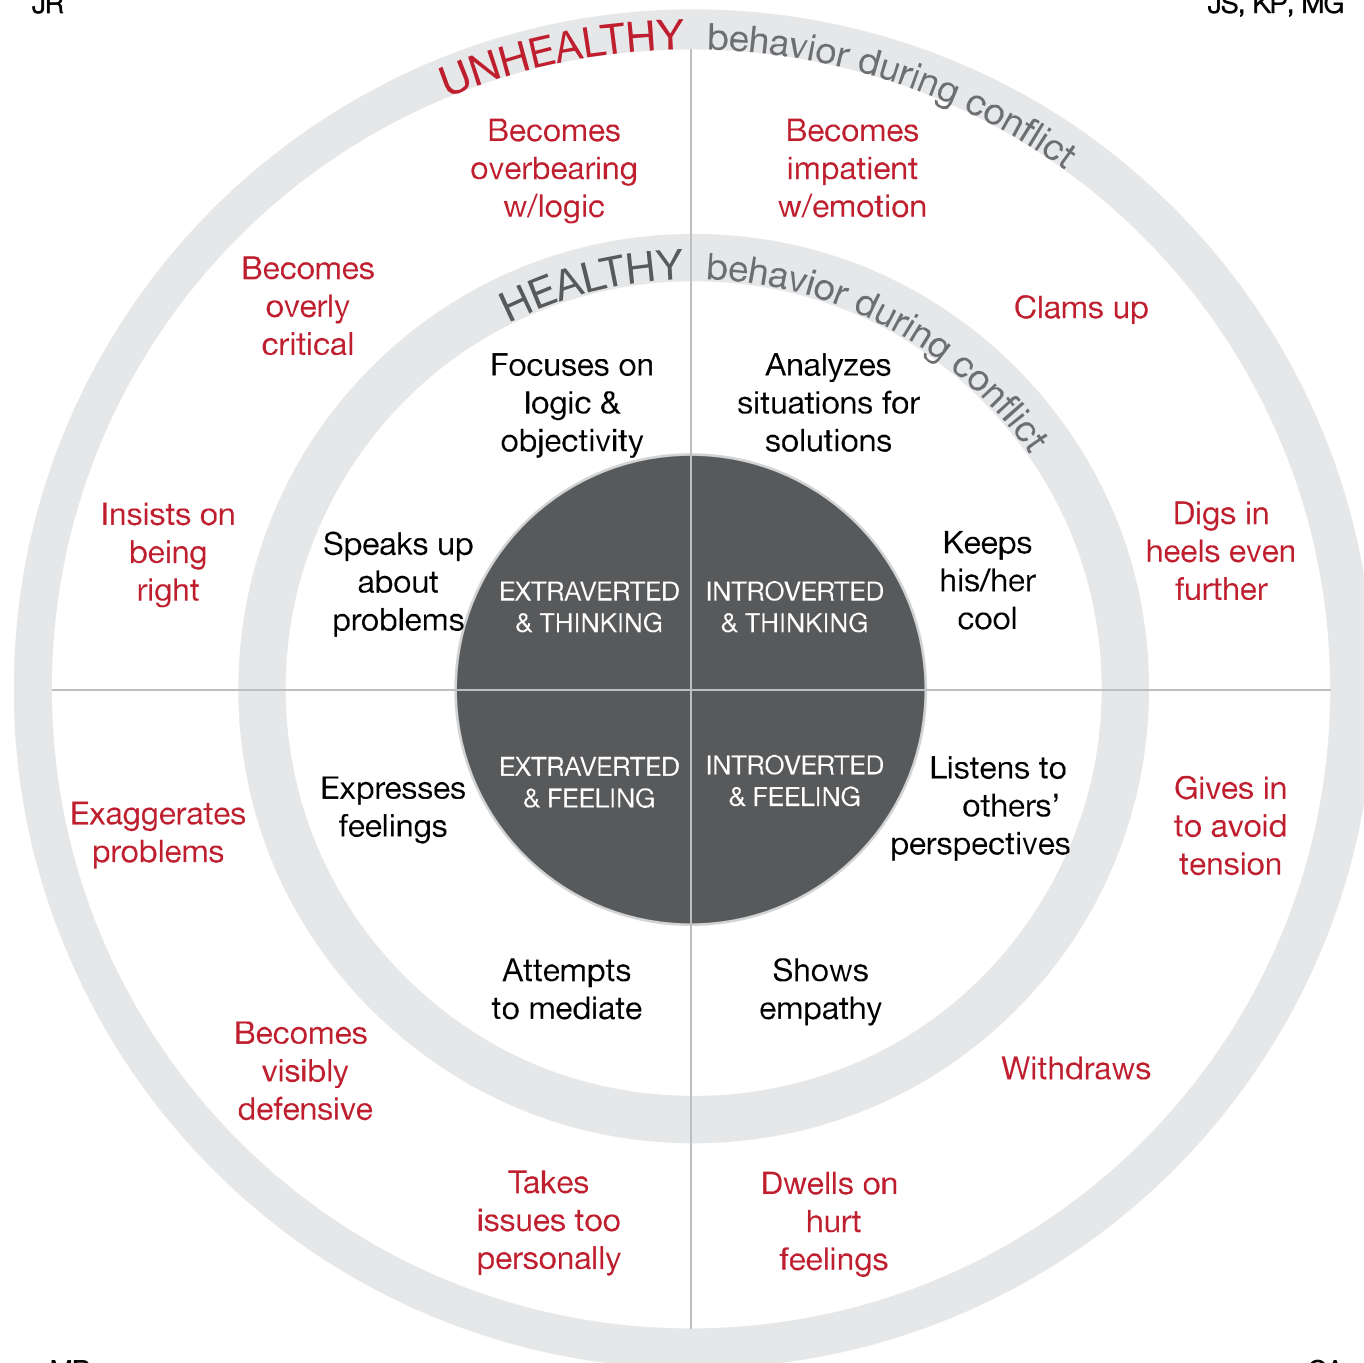 JR
JS, KP, MG
UNHEALTHY behavior during conflict
Becomes
overbearing
w/logic
Becomes
impatient
w/emotion
Becomes
overly
critical
Clams up
Insists on
being
right
Digs in
heels even
further
HEALTHY behavior during conflict
Focuses on
logic &
objectivity
Analyzes
situations for
solutions
Speaks up
about
problems
Keeps
his/her
cool
EXTRAVERTED
& THINKING
INTROVERTED
& THINKING
EXTRAVERTED
& FEELING
INTROVERTED
& FEELING
Expresses
feelings
Listens to
others’
perspectives
Attempts
to mediate
Shows
empathy
Exaggerates
problems
Gives in
to avoid
tension
Becomes
visibly
defensive
Withdraws
Takes
issues too
personally
Dwells on
hurt
feelings